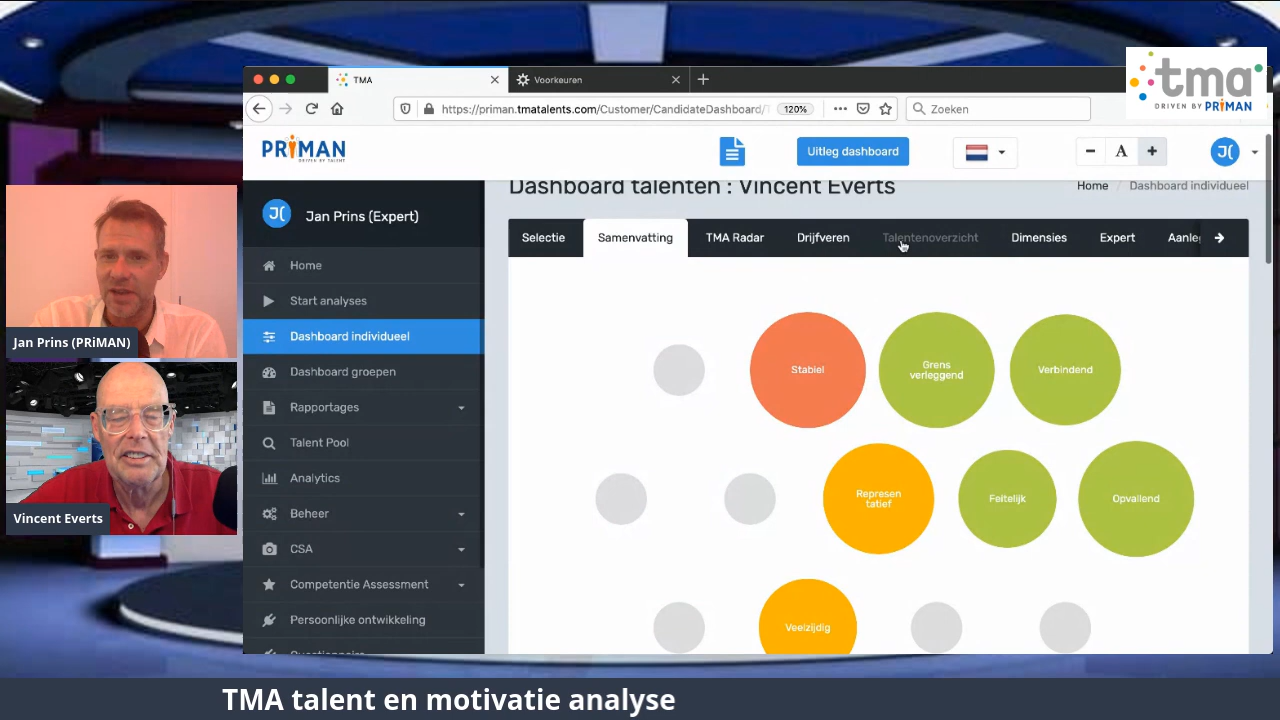 TMA
Voorkeuren
https://priman.tmatalents.com/Customer/CandidateDashboard/
120%
Zoeken
tma
DRIVEN BY PRiMAN
PRiMAN
DRIVEN BY TALENT
Uitleg dashboard
A
J(
Dashboard talenten : Vincent Everts
Home / Dashboard individueel
J(
Jan Prins (Expert)
Selectie
Samenvatting
TMA Radar
Drijfveren
Talentenoverzicht
Dimensies
Expert
Home
Start analyses
Dashboard individueel
Dashboard groepen
Rapportages
Talent Pool
Analytics
Beheer
CSA
Competentie Assessment
Persoonlijke ontwikkeling
Stabiel
Grens
verleggend
Verbindend
Represen
tatief
Feitelijk
Opvallend
Veelzijdig
Jan Prins (PRiMAN)
Vincent Everts
TMA talent en motivatie analyse